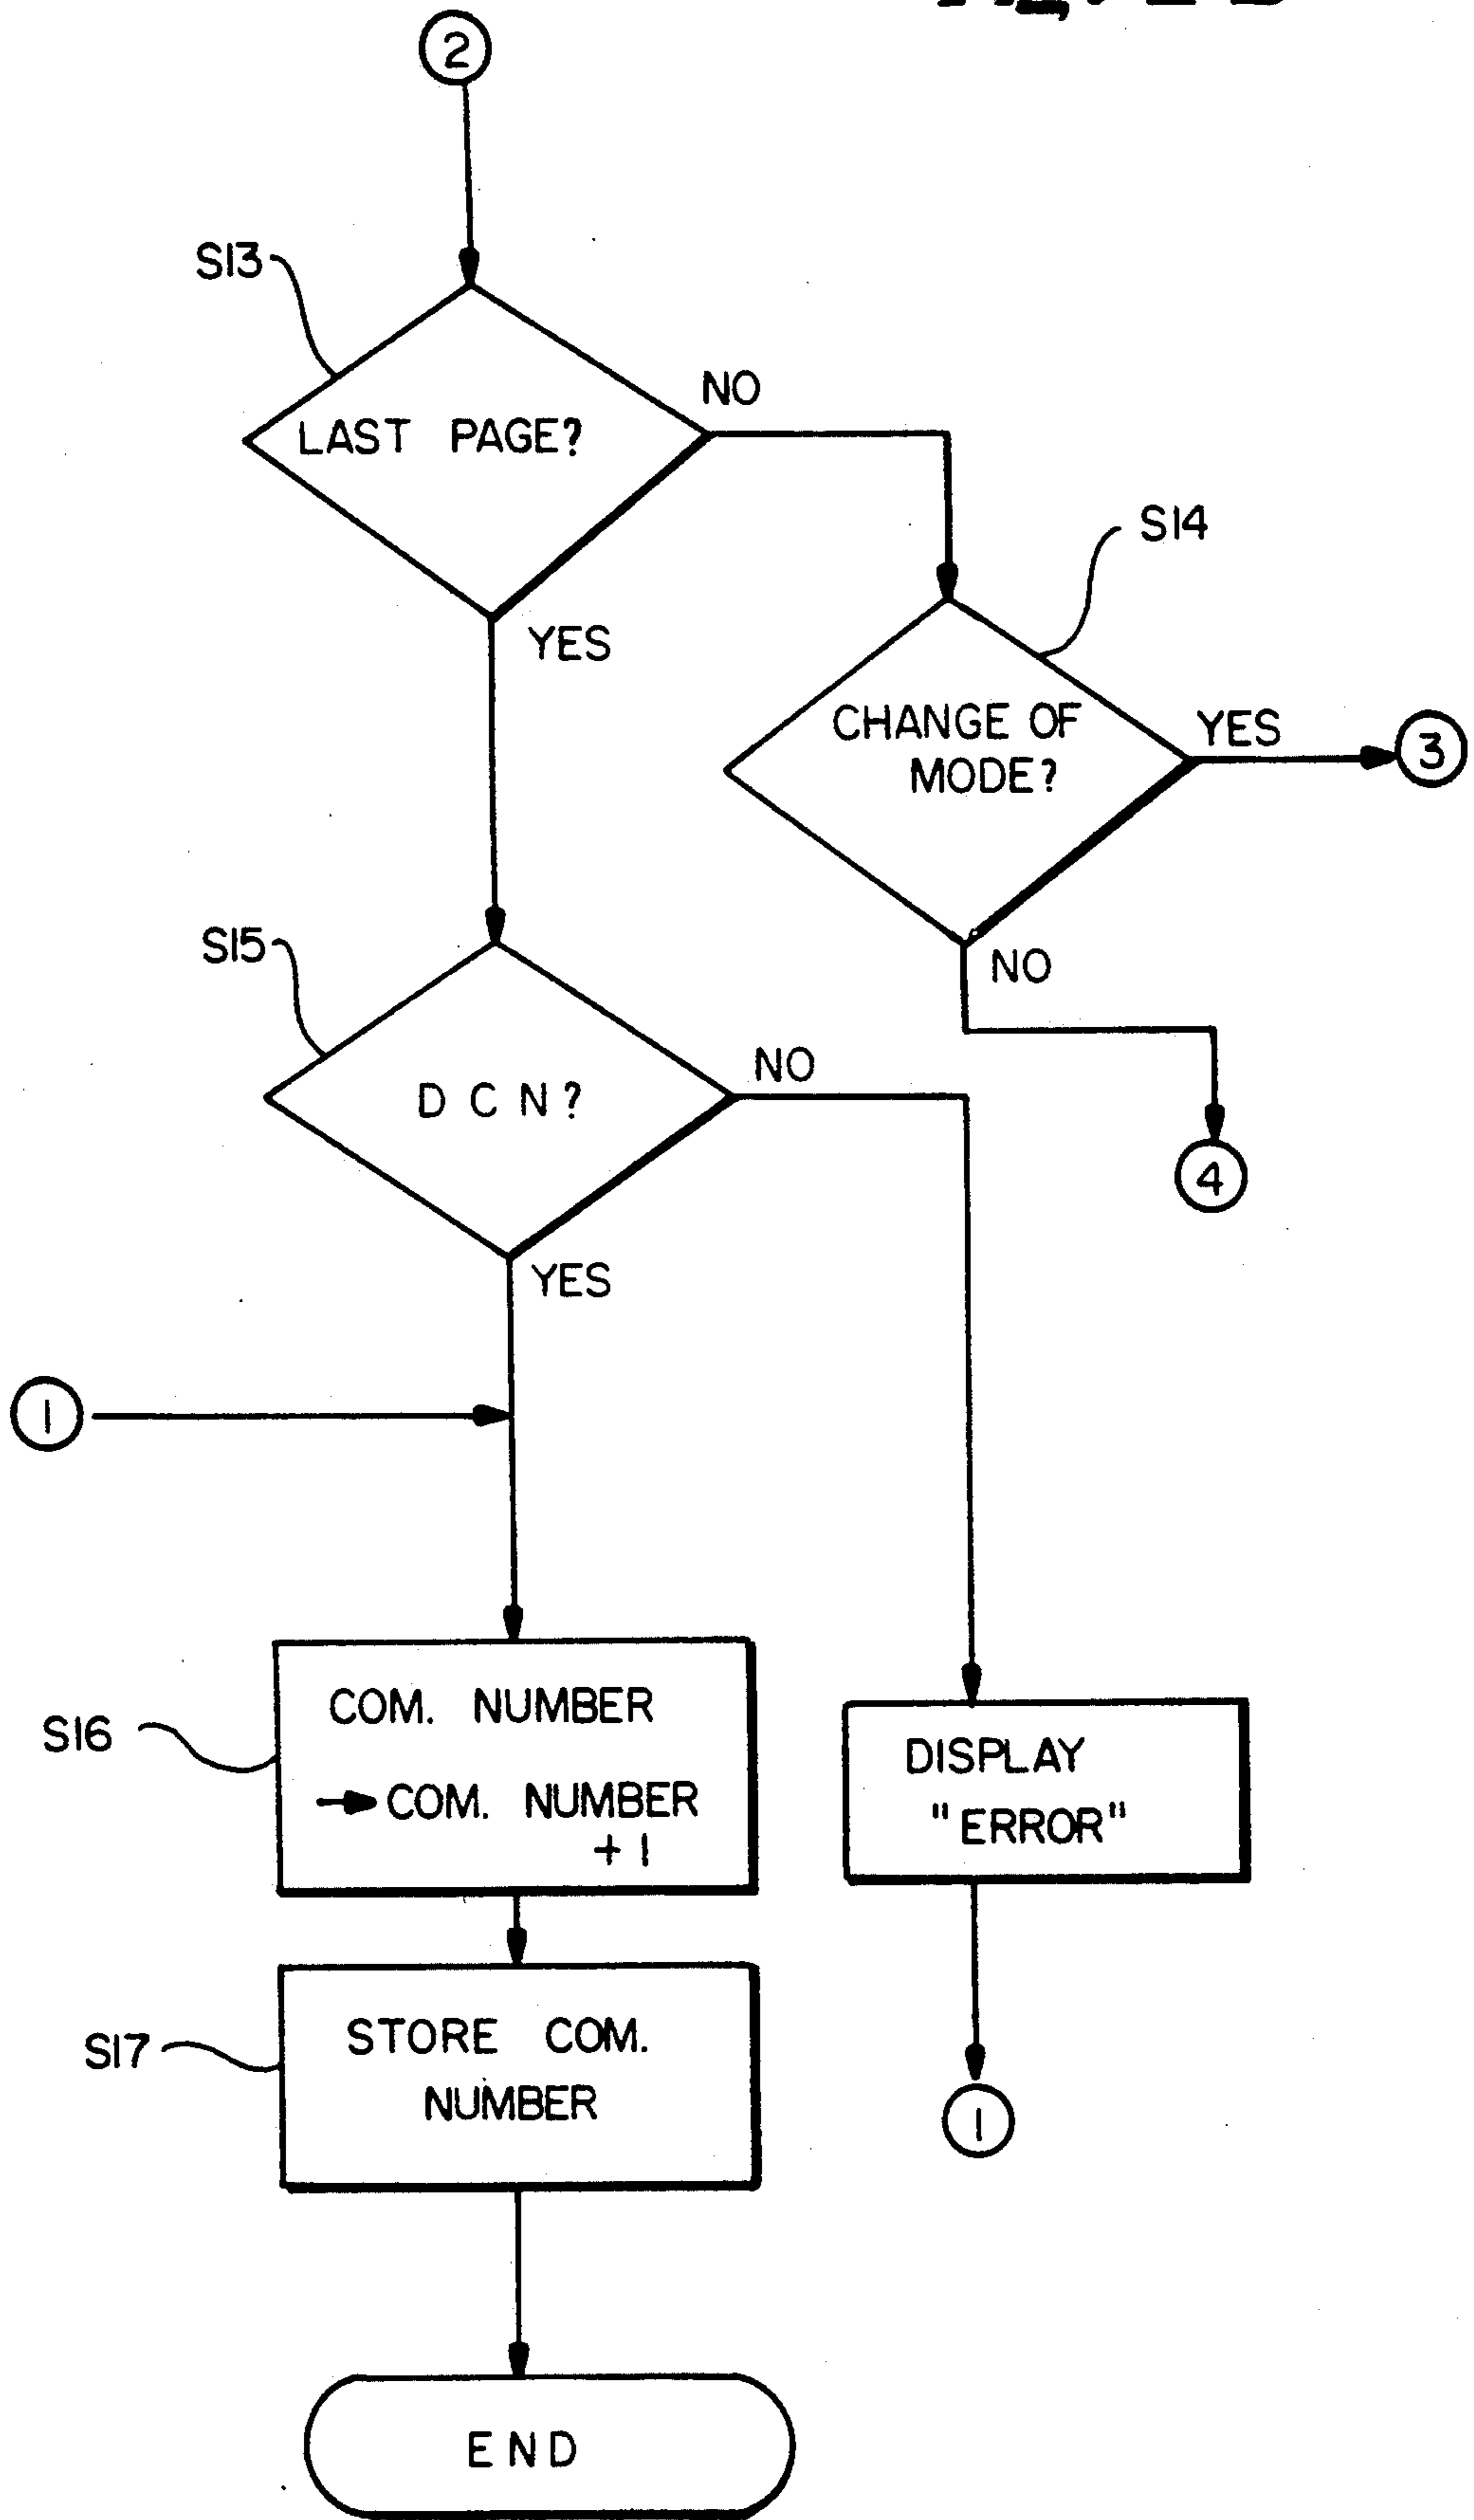 2
S13
LAST PAGE?
NO
YES
S14
CHANGE OF
MODE?
YES
3
NO
4
S15
D C N?
NO
YES
1
S16
COM. NUMBER
→ COM. NUMBER
+ 1
DISPLAY
"ERROR"
S17
STORE COM.
NUMBER
1
END